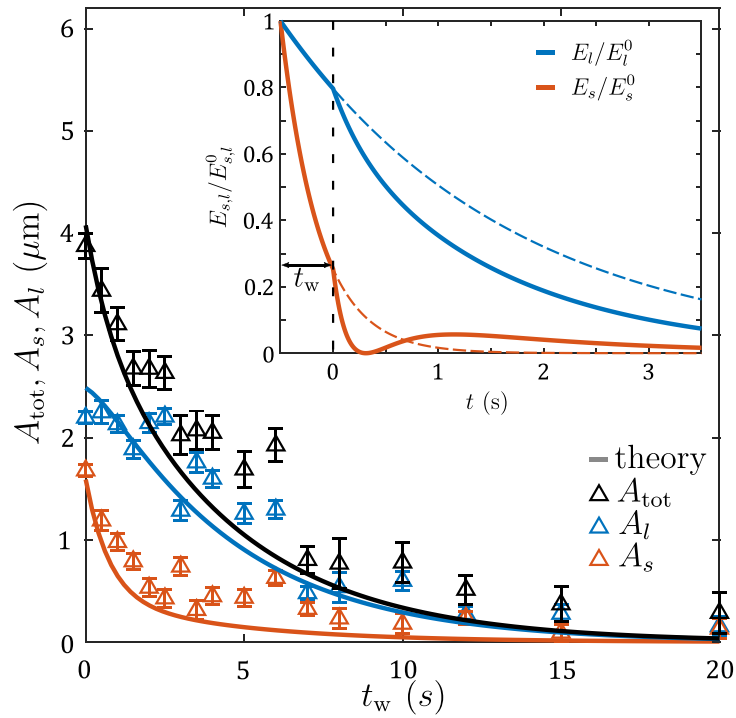 A_tot, A_s, A_l (μm)
6
5
4
3
2
1
0
0
5
10
15
20
t_w (s)
E_s,l/E^0_s,l
1
0.8
0.6
0.4
0.2
0
0
1
2
3
t (s)
t_w
E_l/E^0_l
E_s/E^0_s
theory
A_tot
A_l
A_s